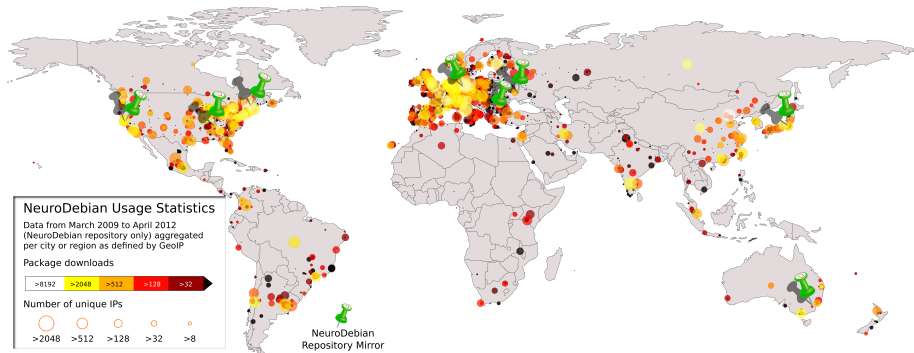 NeuroDebian Usage Statistics
Data from March 2009 to April 2012
(NeuroDebian repository only) aggregated
per city or region as defined by GeoIP
Package downloads
>8192 >2048 >512 >128 >32
Number of unique IPs
>2048 >512 >128 >32 >8
NeuroDebian
Repository Mirror